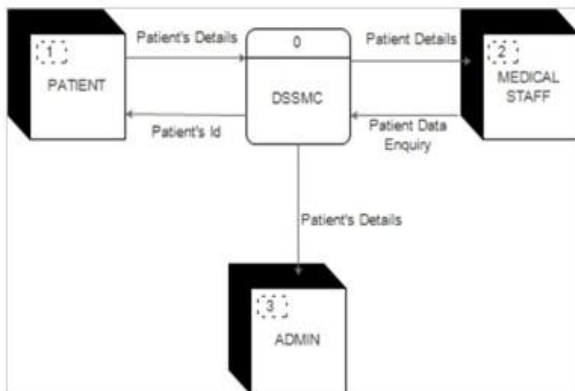 1
PATIENT
Patient's Details
0
DSSMC
Patient Details
2
MEDICAL
STAFF
Patient's Id
Patient Data
Enquiry
Patient's Details
3
ADMIN